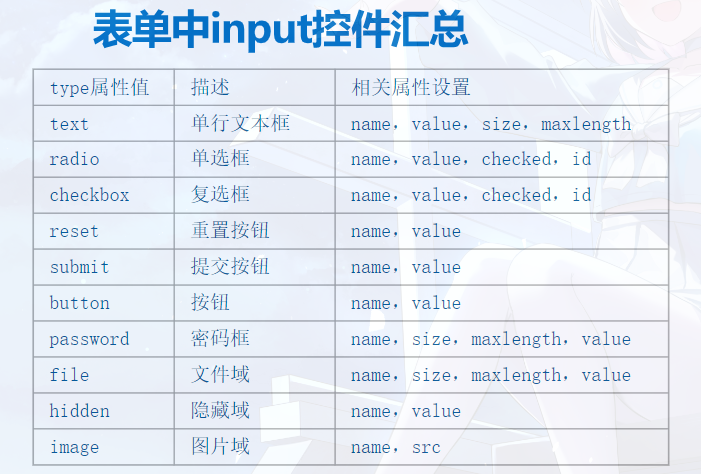 表单中input控件汇总
type属性值 描述 相关属性设置
text 单行文本框 name，value，size，maxlength
radio 单选框 name，value，checked，id
checkbox 复选框 name，value，checked，id
reset 重置按钮 name，value
submit 提交按钮 name，value
button 按钮 name，value
password 密码框 name，size，maxlength，value
file 文件域 name，size，maxlength，value
hidden 隐藏域 name，value
image 图片域 name，src